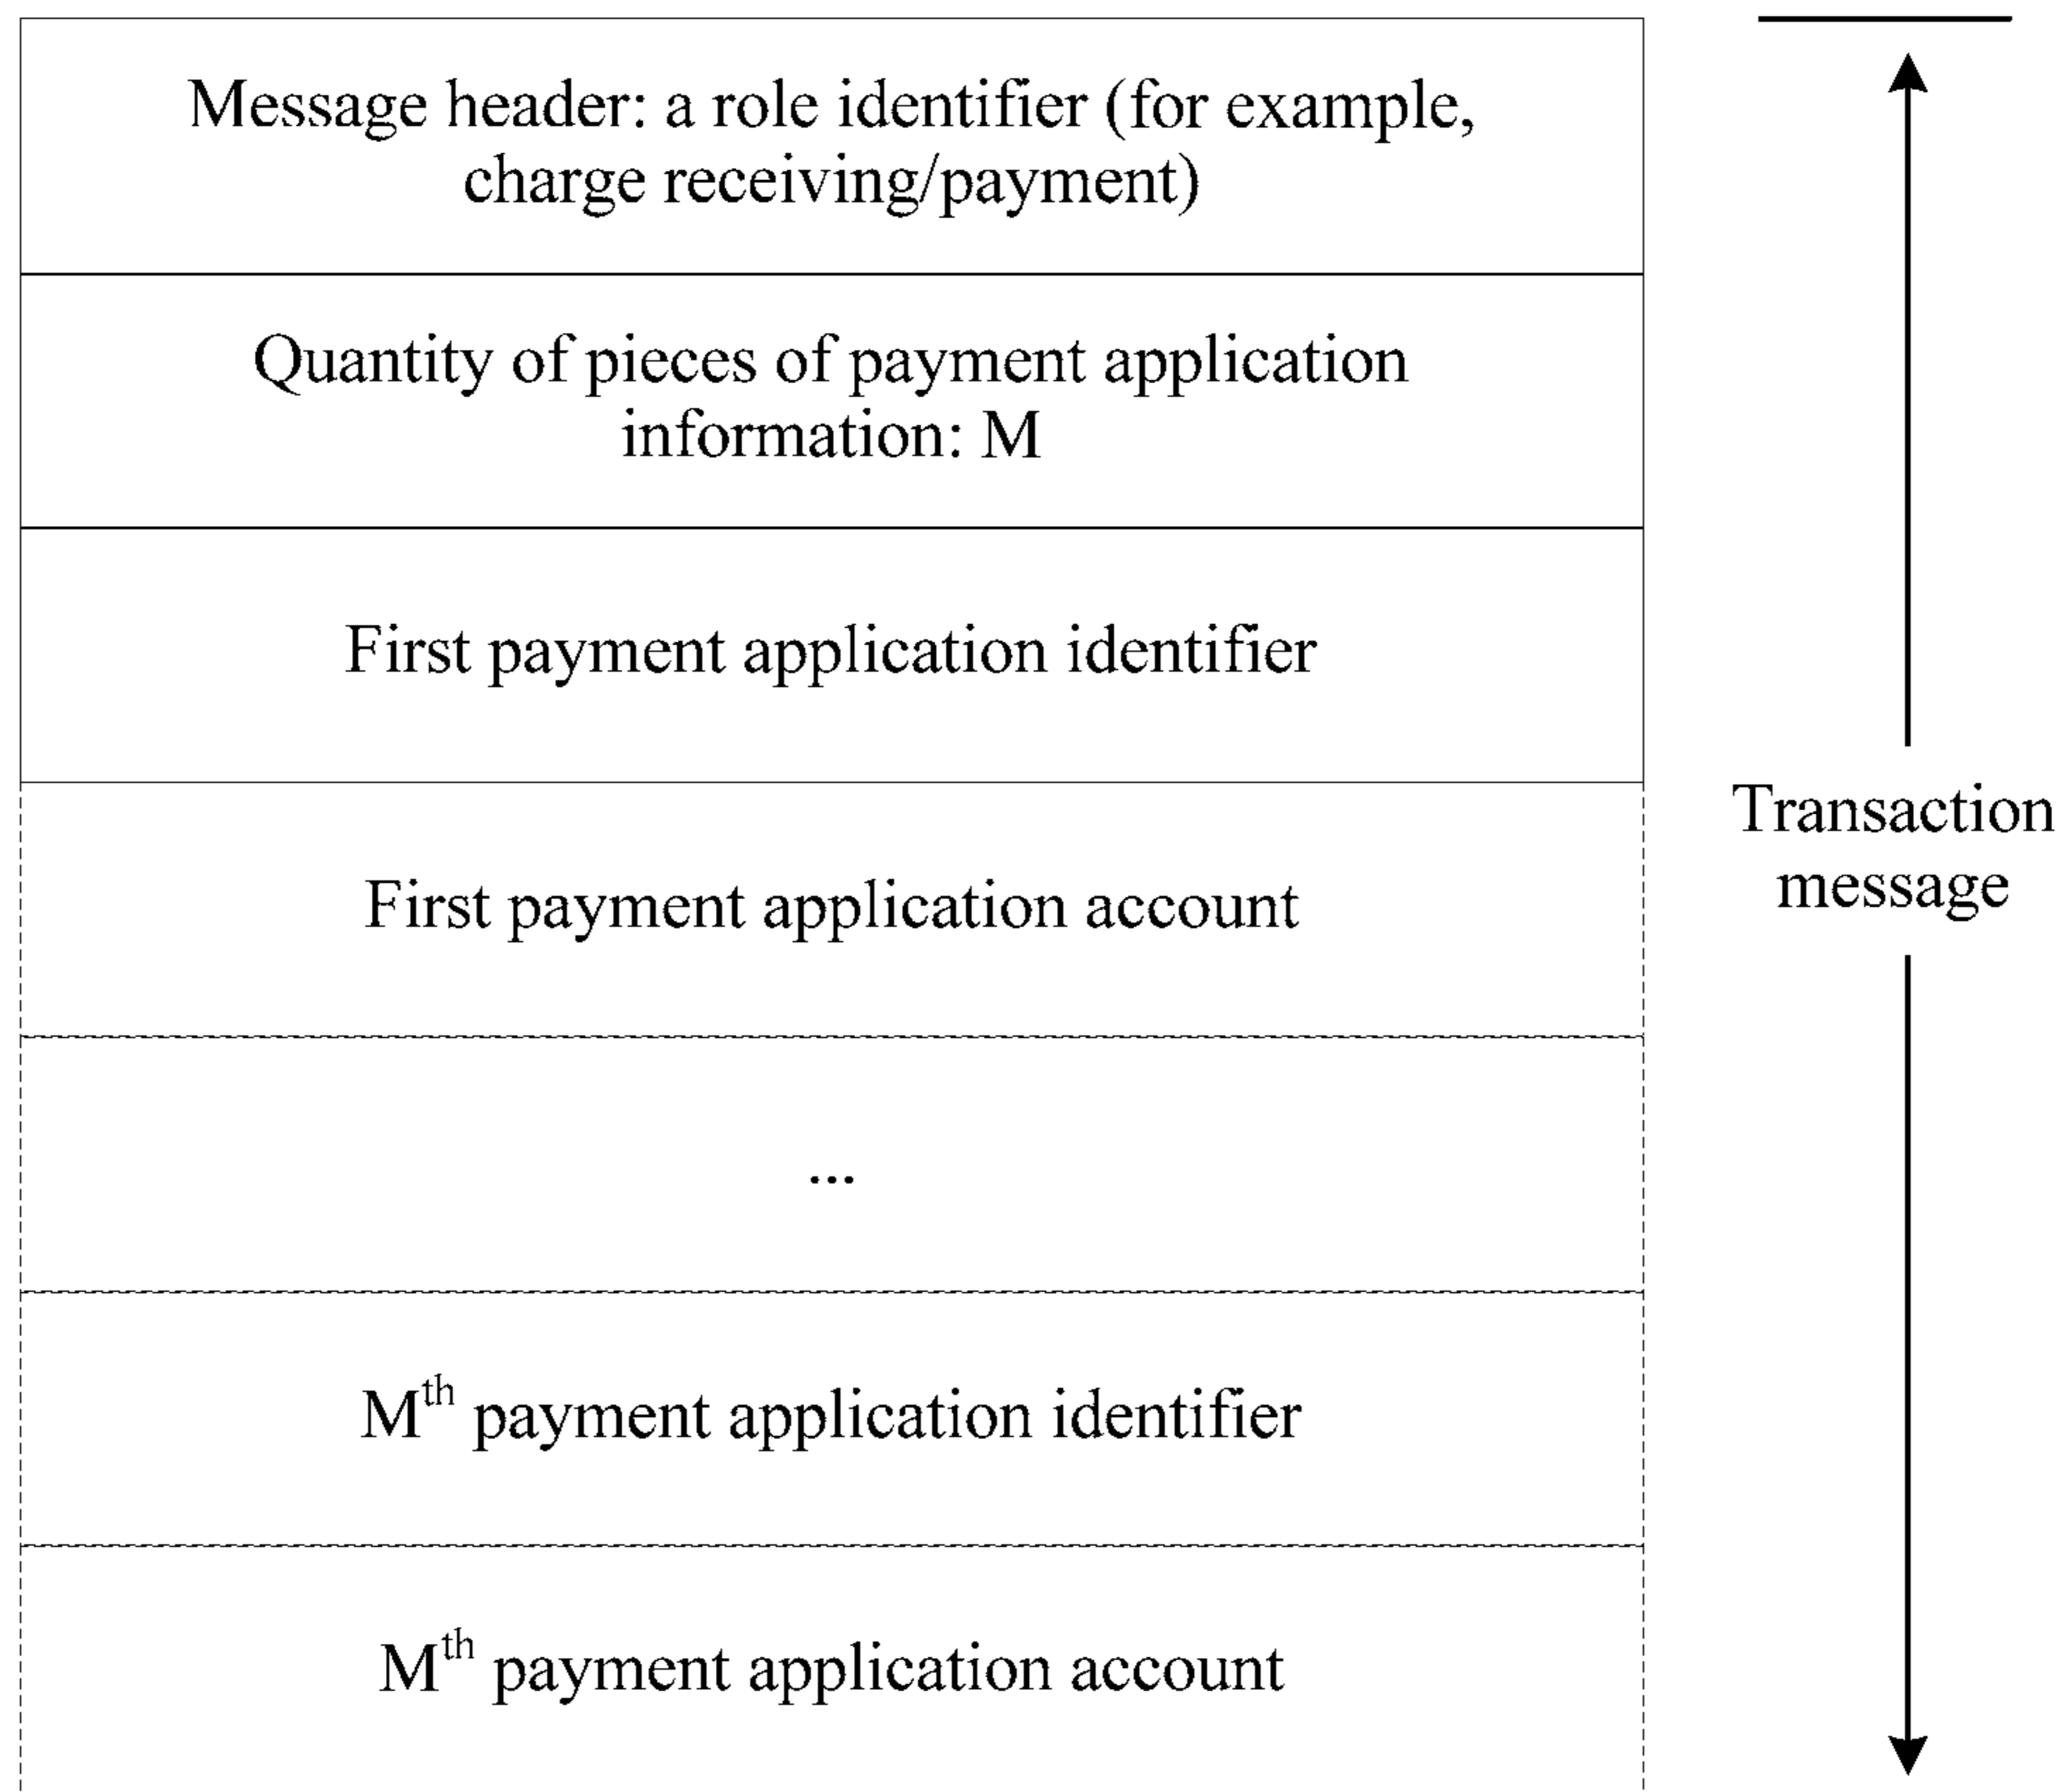 Message header: a role identifier (for example,
charge receiving/payment)
Quantity of pieces of payment application
information: M
First payment application identifier
First payment application account
...
Mth payment application identifier
Mth payment application account
Transaction
message